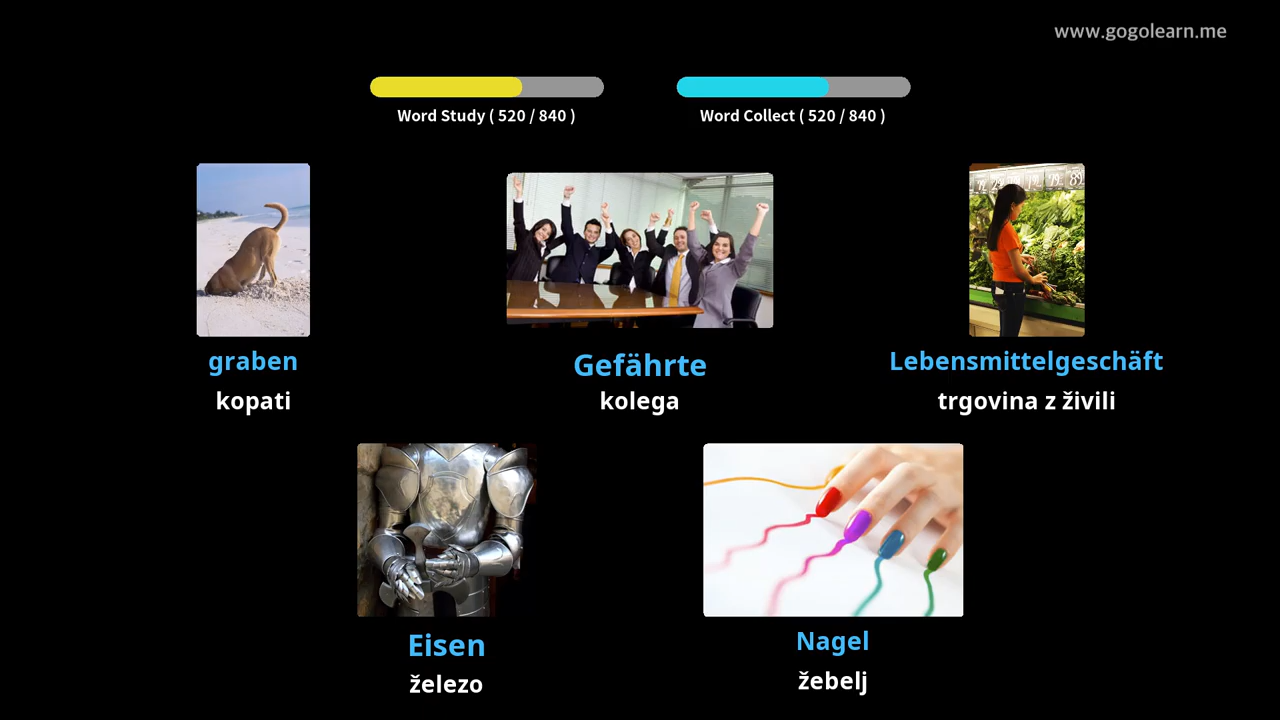 www.gogolearn.me
Word Study ( 520 / 840 )
Word Collect ( 520 / 840 )
graben
Gefährte
Lebensmittelgeschäft
kopati
kolega
trgovina z živili
Eisen
Nagel
železo
žebelj